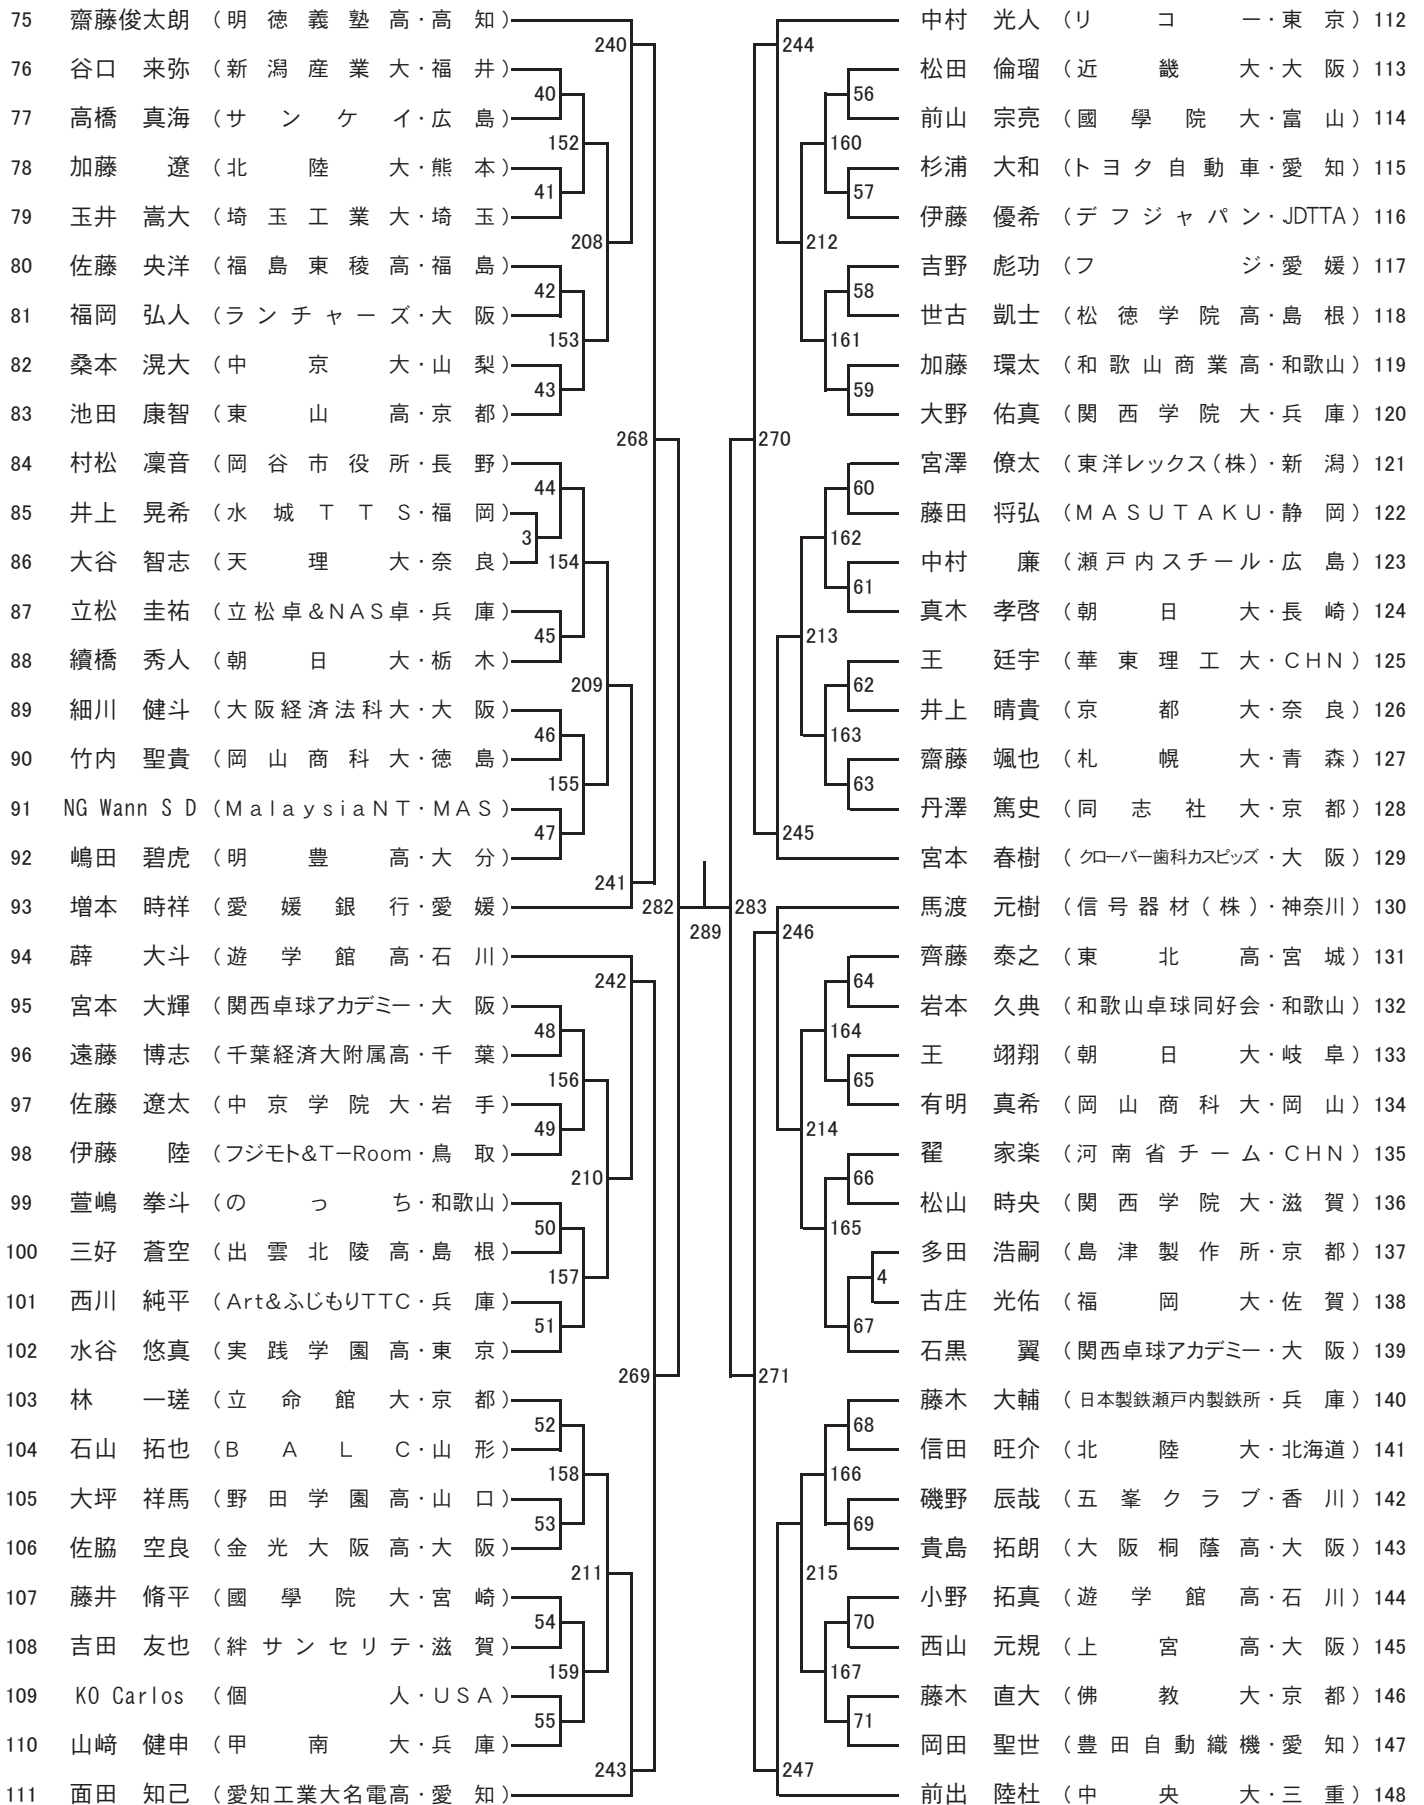 75 齋藤俊太朗 (明徳義塾高・高知)
240
76 谷口 来弥 (新潟産業大・福井)
40
77 高橋 真海 (サンケイ・広島)
152
78 加藤 遼 (北陸大・熊本)
41
79 玉井 嵩大 (埼玉工業大・埼玉)
208
80 佐藤 央洋 (福島東稜高・福島)
42
81 福岡 弘人 (ランチャーズ・大阪)
153
82 桑本 滉大 (中京大・山梨)
43
83 池田 康智 (東山高・京都)
268
84 村松 凜音 (岡谷市役所・長野)
44
85 井上 晃希 (水城TTS・福岡)
3
86 大谷 智志 (天理大・奈良)
154
87 立松 圭祐 (立松卓&NAS卓・兵庫)
45
88 續橋 秀人 (朝日大・栃木)
209
89 細川 健斗 (大阪経済法科大・大阪)
46
90 竹内 聖貴 (岡山商科大・徳島)
155
91 NG Wann S D (MalaysiaNT・MAS)
47
92 嶋田 碧虎 (明豊高・大分)
241
93 増本 時祥 (愛媛銀行・愛媛)
282
289
94 薜 大斗 (遊学館高・石川)
242
95 宮本 大輝 (関西卓球アカデミー・大阪)
48
96 遠藤 博志 (千葉経済大附属高・千葉)
156
97 佐藤 遼太 (中京学院大・岩手)
49
98 伊藤 陸 (フジモト&T-Room・鳥取)
210
99 萱嶋 拳斗 (のっち・和歌山)
50
100 三好 蒼空 (出雲北陵高・島根)
157
101 西川 純平 (Art&ふじもりTTC・兵庫)
51
102 水谷 悠真 (実践学園高・東京)
269
103 林 一瑳 (立命館大・京都)
52
104 石山 拓也 (BALC・山形)
158
105 大坪 祥馬 (野田学園高・山口)
53
106 佐脇 空良 (金光大阪高・大阪)
211
107 藤井 脩平 (國學院大・宮崎)
54
108 吉田 友也 (絆サンセリテ・滋賀)
159
109 KO Carlos (個人・USA)
55
110 山﨑 健申 (甲南大・兵庫)
243
111 面田 知己 (愛知工業大名電高・愛知)
中村 光人 (リコー・東京) 112
244
松田 倫瑠 (近畿大・大阪) 113
56
前山 宗亮 (國學院大・富山) 114
160
杉浦 大和 (トヨタ自動車・愛知) 115
57
伊藤 優希 (デフジャパン・JDTTA) 116
212
吉野 彪功 (フジ・愛媛) 117
58
世古 凱士 (松徳学院高・島根) 118
161
加藤 環太 (和歌山商業高・和歌山) 119
59
大野 佑真 (関西学院大・兵庫) 120
270
宮澤 僚太 (東洋レックス(株)・新潟) 121
60
藤田 将弘 (MASUTAKU・静岡) 122
162
中村 廉 (瀬戸内スチール・広島) 123
61
真木 孝啓 (朝日大・長崎) 124
213
王 廷宇 (華東理工大・CHN) 125
62
井上 晴貴 (京都大・奈良) 126
163
齋藤 颯也 (札幌大・青森) 127
63
丹澤 篤史 (同志社大・京都) 128
245
宮本 春樹 (クローバー歯科カスピッズ・大阪) 129
283
馬渡 元樹 (信号器材(株)・神奈川) 130
246
齊藤 泰之 (東北高・宮城) 131
64
岩本 久典 (和歌山卓球同好会・和歌山) 132
164
王 翊翔 (朝日大・岐阜) 133
65
有明 真希 (岡山商科大・岡山) 134
214
翟 家楽 (河南省チーム・CHN) 135
66
松山 時央 (関西学院大・滋賀) 136
165
多田 浩嗣 (島津製作所・京都) 137
4
古庄 光佑 (福岡大・佐賀) 138
67
石黒 翼 (関西卓球アカデミー・大阪) 139
271
藤木 大輔 (日本製鉄瀬戸内製鉄所・兵庫) 140
68
信田 旺介 (北陸大・北海道) 141
166
磯野 辰哉 (五峯クラブ・香川) 142
69
貴島 拓朗 (大阪桐蔭高・大阪) 143
215
小野 拓真 (遊学館高・石川) 144
70
西山 元規 (上宮高・大阪) 145
167
藤木 直大 (佛教大・京都) 146
71
岡田 聖世 (豊田自動織機・愛知) 147
247
前出 陸杜 (中央大・三重) 148